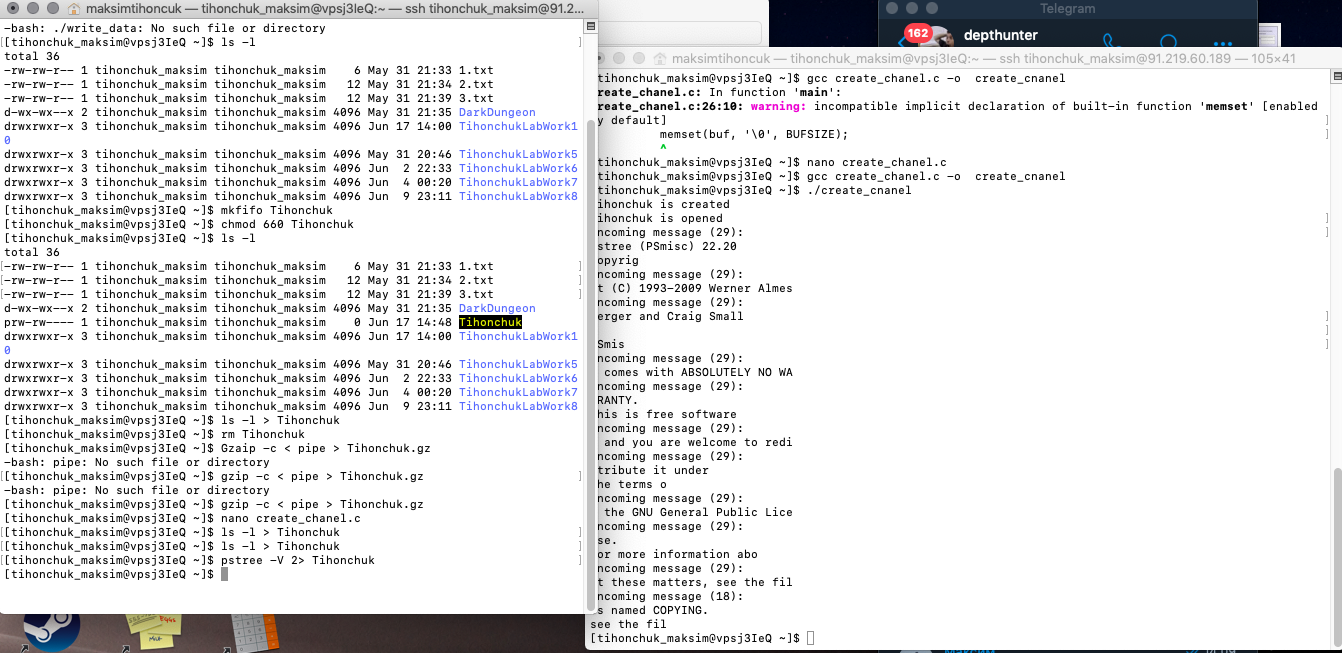 maksimtihoncuk — tihonchuk_maksim@vpsj3IeQ:~ — ssh tihonchuk_maksim@91.2...
-bash: ./write_data: No such file or directory
[[tihonchuk_maksim@vpsj3IeQ ~]$ ls -l ]
total 36
-rw-rw-r-- 1 tihonchuk_maksim tihonchuk_maksim 6 May 31 21:33 1.txt
-rw-rw-r-- 1 tihonchuk_maksim tihonchuk_maksim 12 May 31 21:34 2.txt
-rw-rw-r-- 1 tihonchuk_maksim tihonchuk_maksim 12 May 31 21:39 3.txt
d-wx-wx--x 2 tihonchuk_maksim tihonchuk_maksim 4096 May 31 21:35 DarkDungeon
drwxrwxr-x 3 tihonchuk_maksim tihonchuk_maksim 4096 Jun 17 14:00 TihonchukLabWork1
0
drwxrwxr-x 3 tihonchuk_maksim tihonchuk_maksim 4096 May 31 20:46 TihonchukLabWork5
drwxrwxr-x 3 tihonchuk_maksim tihonchuk_maksim 4096 Jun 2 22:33 TihonchukLabWork6
drwxrwxr-x 3 tihonchuk_maksim tihonchuk_maksim 4096 Jun 4 00:20 TihonchukLabWork7
drwxrwxr-x 3 tihonchuk_maksim tihonchuk_maksim 4096 Jun 9 23:11 TihonchukLabWork8
[tihonchuk_maksim@vpsj3IeQ ~]$ mkfifo Tihonchuk
[tihonchuk_maksim@vpsj3IeQ ~]$ chmod 660 Tihonchuk
[tihonchuk_maksim@vpsj3IeQ ~]$ ls -l
total 36
[-rw-rw-r-- 1 tihonchuk_maksim tihonchuk_maksim 6 May 31 21:33 1.txt ]
[-rw-rw-r-- 1 tihonchuk_maksim tihonchuk_maksim 12 May 31 21:34 2.txt ]
[-rw-rw-r-- 1 tihonchuk_maksim tihonchuk_maksim 12 May 31 21:39 3.txt ]
d-wx-wx--x 2 tihonchuk_maksim tihonchuk_maksim 4096 May 31 21:35 DarkDungeon
prw-rw---- 1 tihonchuk_maksim tihonchuk_maksim 0 Jun 17 14:48 Tihonchuk
drwxrwxr-x 3 tihonchuk_maksim tihonchuk_maksim 4096 Jun 17 14:00 TihonchukLabWork1
0
drwxrwxr-x 3 tihonchuk_maksim tihonchuk_maksim 4096 May 31 20:46 TihonchukLabWork5
drwxrwxr-x 3 tihonchuk_maksim tihonchuk_maksim 4096 Jun 2 22:33 TihonchukLabWork6
drwxrwxr-x 3 tihonchuk_maksim tihonchuk_maksim 4096 Jun 4 00:20 TihonchukLabWork7
drwxrwxr-x 3 tihonchuk_maksim tihonchuk_maksim 4096 Jun 9 23:11 TihonchukLabWork8
[tihonchuk_maksim@vpsj3IeQ ~]$ ls -l > Tihonchuk
[tihonchuk_maksim@vpsj3IeQ ~]$ rm Tihonchuk
[tihonchuk_maksim@vpsj3IeQ ~]$ Gzaip -c < pipe > Tihonchuk.gz
-bash: pipe: No such file or directory
[[tihonchuk_maksim@vpsj3IeQ ~]$ gzip -c < pipe > Tihonchuk.gz ]
-bash: pipe: No such file or directory
[tihonchuk_maksim@vpsj3IeQ ~]$ gzip -c < pipe > Tihonchuk.gz
[tihonchuk_maksim@vpsj3IeQ ~]$ nano create_chanel.c
[[tihonchuk_maksim@vpsj3IeQ ~]$ ls -l > Tihonchuk ]
[[tihonchuk_maksim@vpsj3IeQ ~]$ ls -l > Tihonchuk ]
[[tihonchuk_maksim@vpsj3IeQ ~]$ pstree -V 2> Tihonchuk ]
[tihonchuk_maksim@vpsj3IeQ ~]$
Telegram
162
depthunter
maksimtihoncuk — tihonchuk_maksim@vpsj3IeQ:~ — ssh tihonchuk_maksim@91.219.60.189 — 105×41
tihonchuk_maksim@vpsj3IeQ ~]$ gcc create_chanel.c -o create_cnanel
reate_chanel.c: In function 'main':
reate_chanel.c:26:10: warning: incompatible implicit declaration of built-in function 'memset' [enabled
y default]
memset(buf, '\0', BUFSIZE);
^
tihonchuk_maksim@vpsj3IeQ ~]$ nano create_chanel.c
tihonchuk_maksim@vpsj3IeQ ~]$ gcc create_chanel.c -o create_cnanel
tihonchuk_maksim@vpsj3IeQ ~]$ ./create_cnanel
ihonchuk is created
ihonchuk is opened
ncoming message (29):
stree (PSmisc) 22.20
opyrig
ncoming message (29):
t (C) 1993-2009 Werner Almes
ncoming message (29):
erger and Craig Small
Smis
ncoming message (29):
comes with ABSOLUTELY NO WA
ncoming message (29):
RANTY.
his is free software
ncoming message (29):
and you are welcome to redi
ncoming message (29):
tribute it under
he terms o
ncoming message (29):
the GNU General Public Lice
ncoming message (29):
se.
or more information abo
ncoming message (29):
t these matters, see the fil
ncoming message (18):
s named COPYING.
see the fil
[tihonchuk_maksim@vpsj3IeQ ~]$